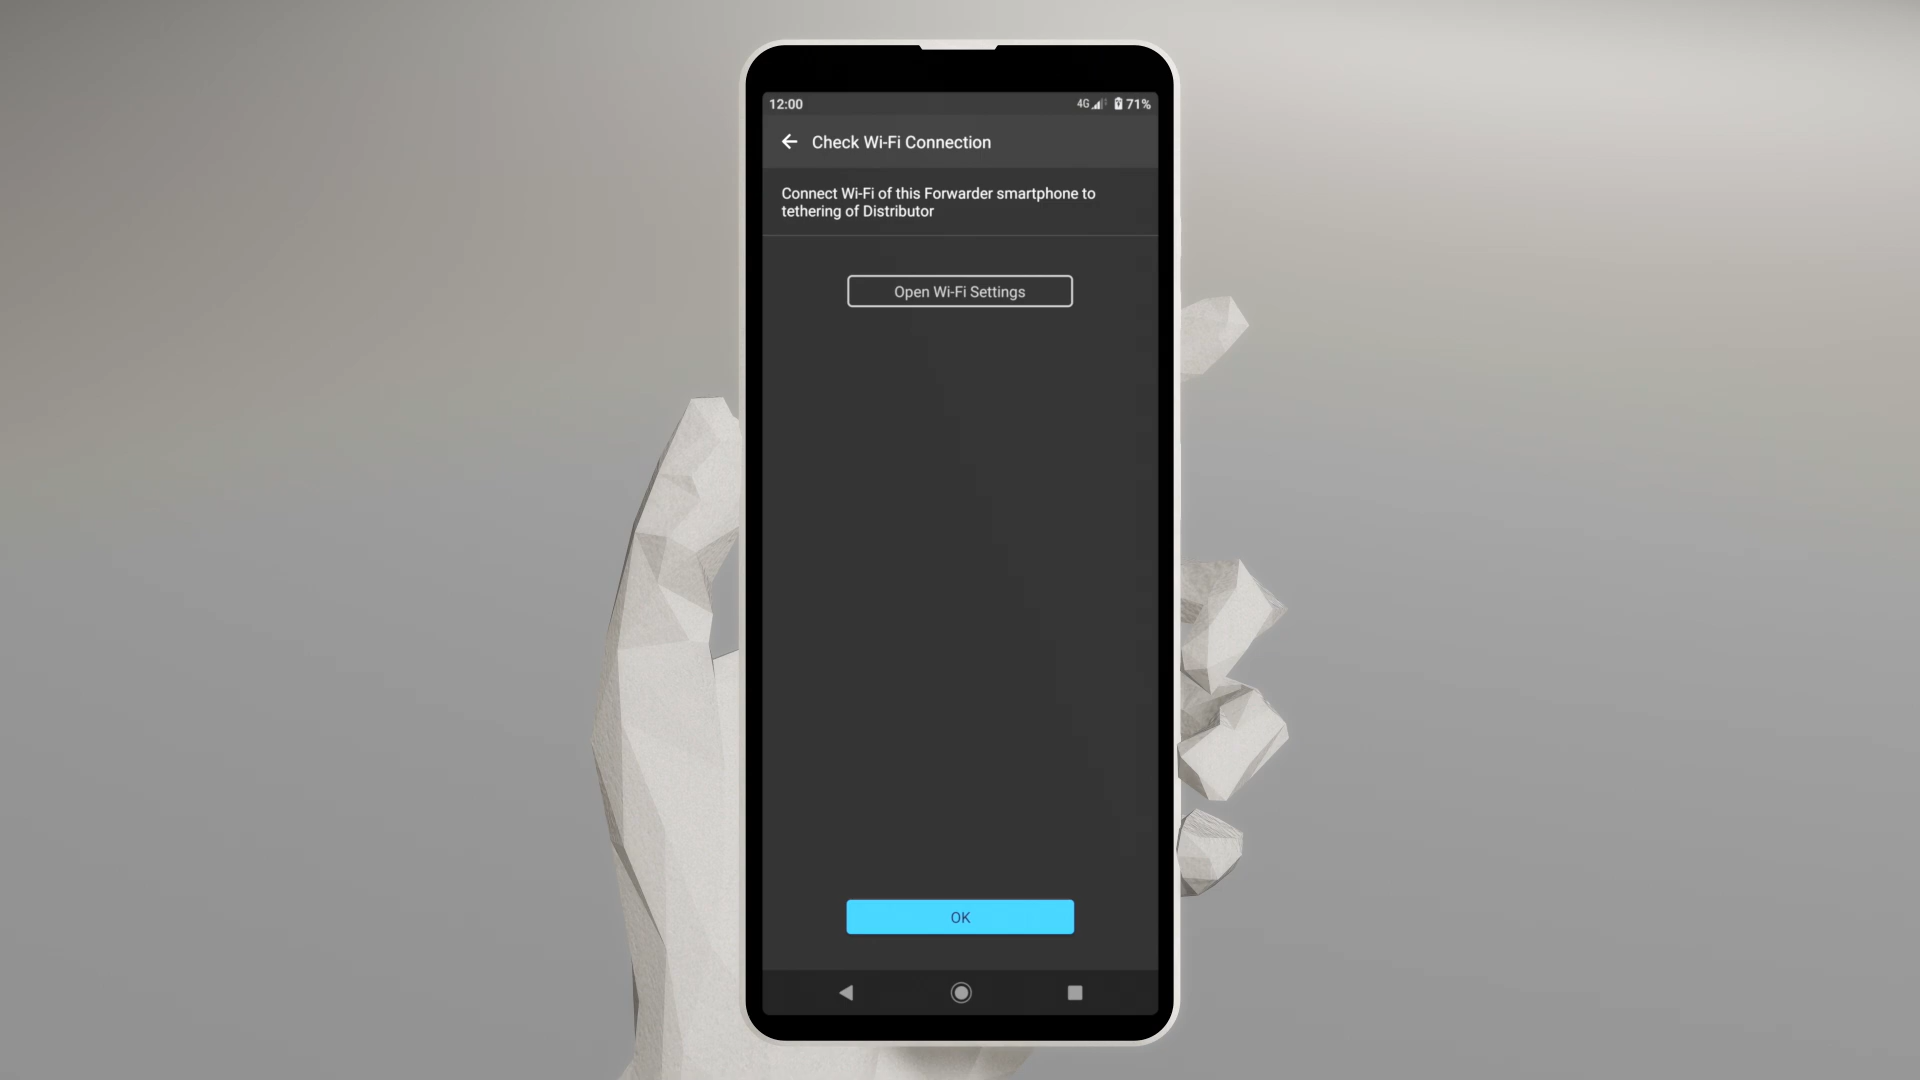 12:00
4G 71%
Check Wi-Fi Connection
Connect Wi-Fi of this Forwarder smartphone to
tethering of Distributor
Open Wi-Fi Settings
OK